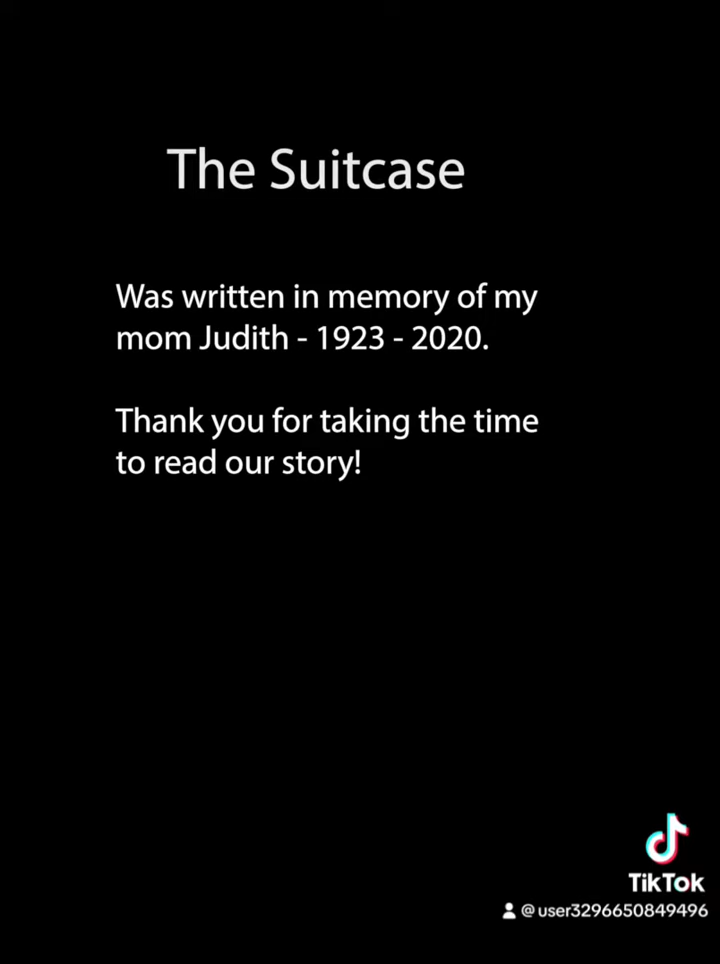 The Suitcase
Was written in memory of my
mom Judith - 1923 - 2020.
Thank you for taking the time
to read our story!
TikTok
@user3296650849496